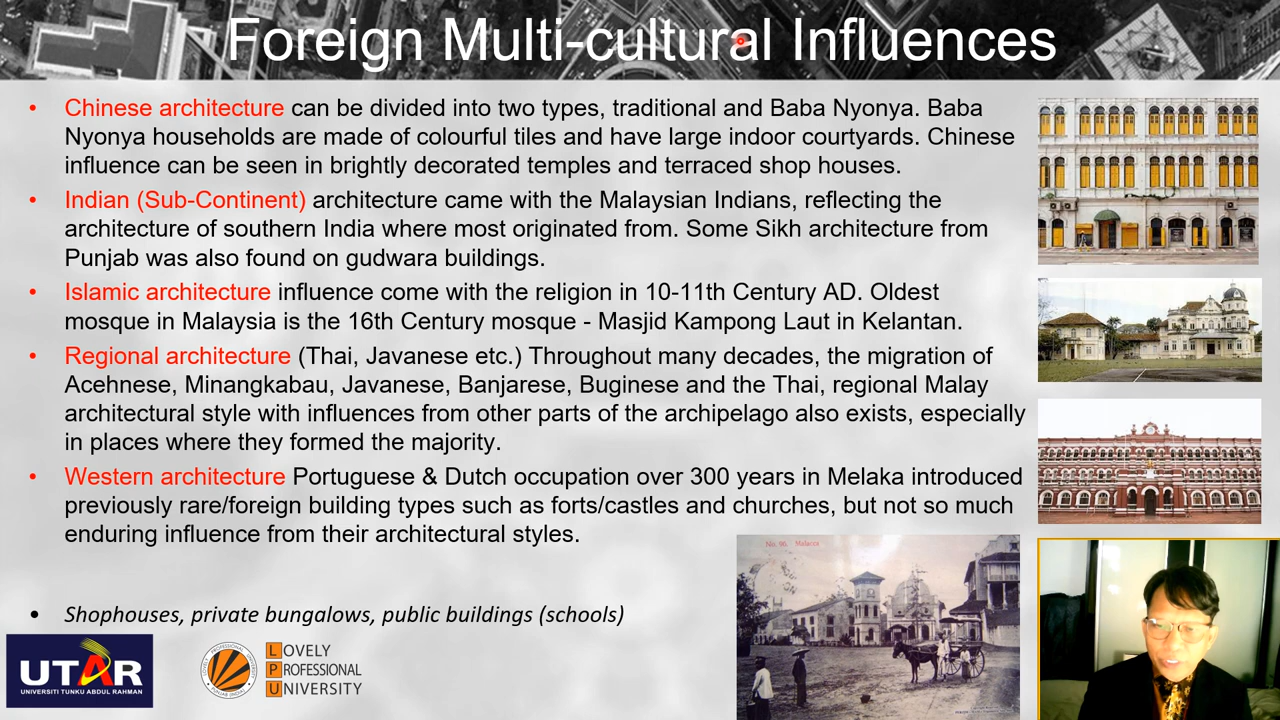 Foreign Multi-cultural Influences
• Chinese architecture can be divided into two types, traditional and Baba Nyonya. Baba
Nyonya households are made of colourful tiles and have large indoor courtyards. Chinese
influence can be seen in brightly decorated temples and terraced shop houses.
• Indian (Sub-Continent) architecture came with the Malaysian Indians, reflecting the
architecture of southern India where most originated from. Some Sikh architecture from
Punjab was also found on gudwara buildings.
• Islamic architecture influence come with the religion in 10-11th Century AD. Oldest
mosque in Malaysia is the 16th Century mosque - Masjid Kampong Laut in Kelantan.
• Regional architecture (Thai, Javanese etc.) Throughout many decades, the migration of
Acehnese, Minangkabau, Javanese, Banjarese, Buginese and the Thai, regional Malay
architectural style with influences from other parts of the archipelago also exists, especially
in places where they formed the majority.
• Western architecture Portuguese & Dutch occupation over 300 years in Melaka introduced
previously rare/foreign building types such as forts/castles and churches, but not so much
enduring influence from their architectural styles.
No. 96. Malacca
• Shophouses, private bungalows, public buildings (schools)
UTAR
UNIVERSITI TUNKU ABDUL RAHMAN
LOVELY
PROFESSIONAL
UNIVERSITY